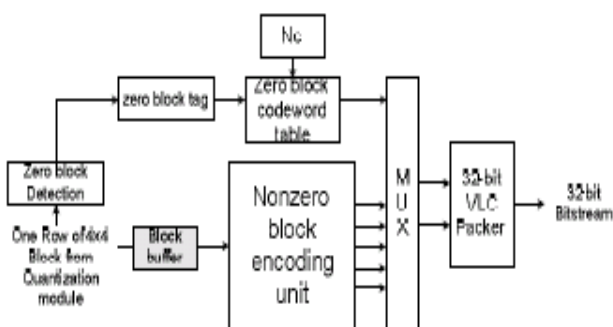 Nc
zero block tag
Zero block
codeword
table
Zero block
Detection
One Row of 4x4
Block from
Quantization
module
Block
buffer
Nonzero
block
encoding
unit
M
U
X
32-bit
VLC
Packer
32-bit
Bitstream